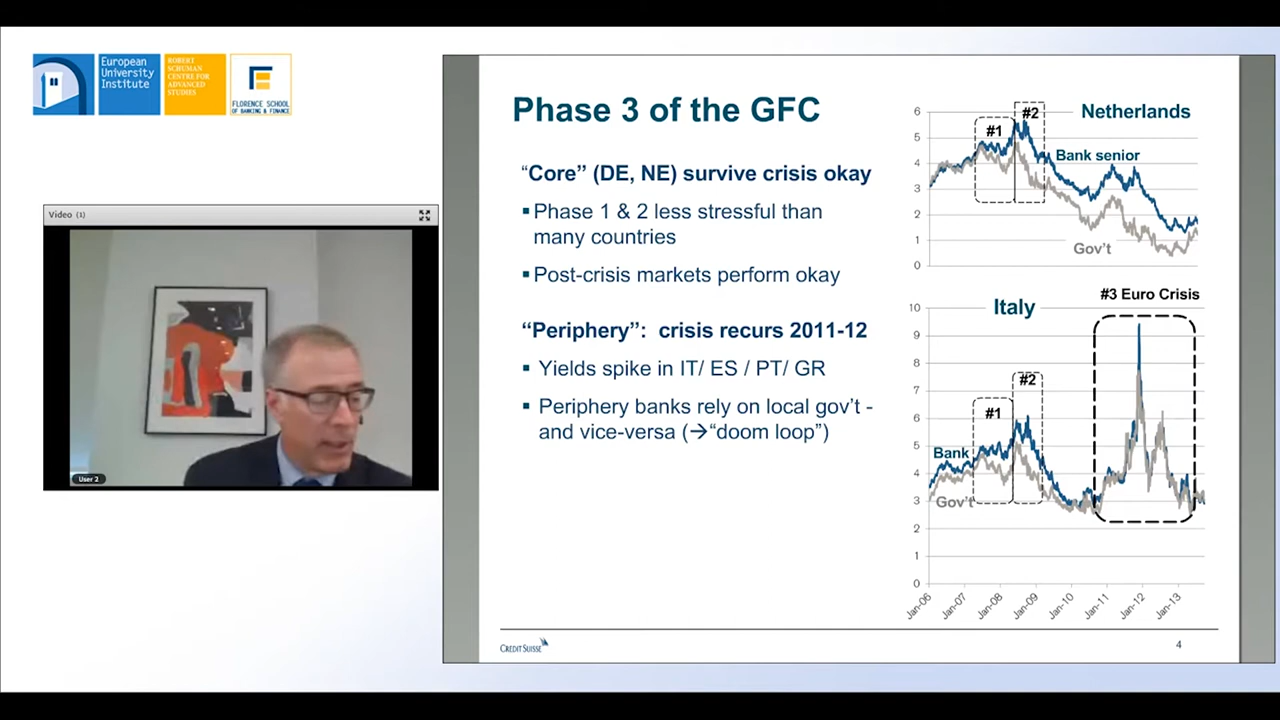 European
University
Institute
ROBERT
SCHUMAN
CENTRE FOR
ADVANCED
STUDIES
FLORENCE SCHOOL
OF BANKING & FINANCE
Video (1)
User 2
Phase 3 of the GFC
“Core” (DE, NE) survive crisis okay
▪Phase 1 & 2 less stressful than
many countries
▪Post-crisis markets perform okay
“Periphery”: crisis recurs 2011-12
▪ Yields spike in IT/ ES / PT/ GR
▪ Periphery banks rely on local gov’t -
and vice-versa (→“doom loop”)
Netherlands
6
5
4
3
2
1
0
#1
#2
Bank senior
Gov’t
#3 Euro Crisis
Italy
10
9
8
7
6
5
4
3
2
1
0
#1
#2
Bank
Gov’t
Jan-06
Jan-07
Jan-08
Jan-09
Jan-10
Jan-11
Jan-12
Jan-13
CREDIT SUISSE
4